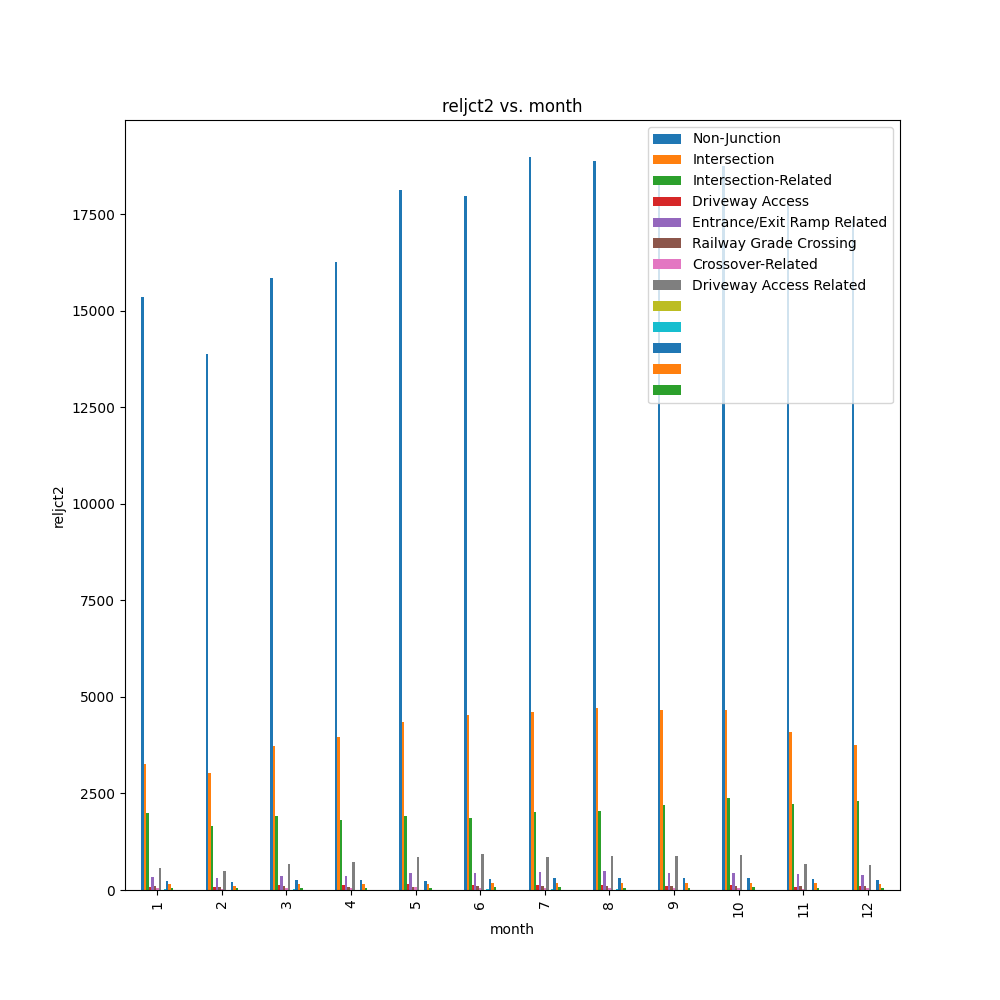 reljct2 vs. month
Non-Junction
Intersection
Intersection-Related
Driveway Access
Entrance/Exit Ramp Related
Railway Grade Crossing
Crossover-Related
Driveway Access Related
17500
15000
12500
10000
7500
5000
2500
0
reljct2
1
2
3
4
5
6
7
8
9
10
11
12
month